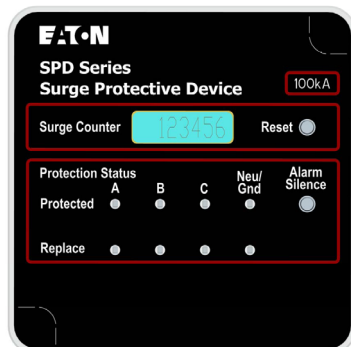 EATON
SPD Series
Surge Protective Device
100kA
Surge Counter 123456 Reset
Protection Status
A B C Neu/Gnd
Alarm Silence
Protected
Replace